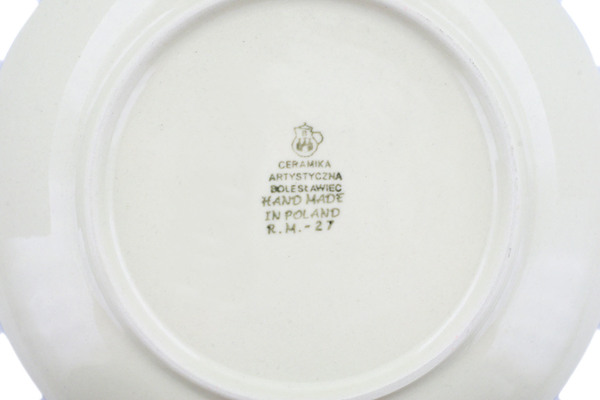 CERAMIKA
ARTYSTYCZNA
BOLESŁAWIEC
HAND MADE
IN POLAND
R.M.-27